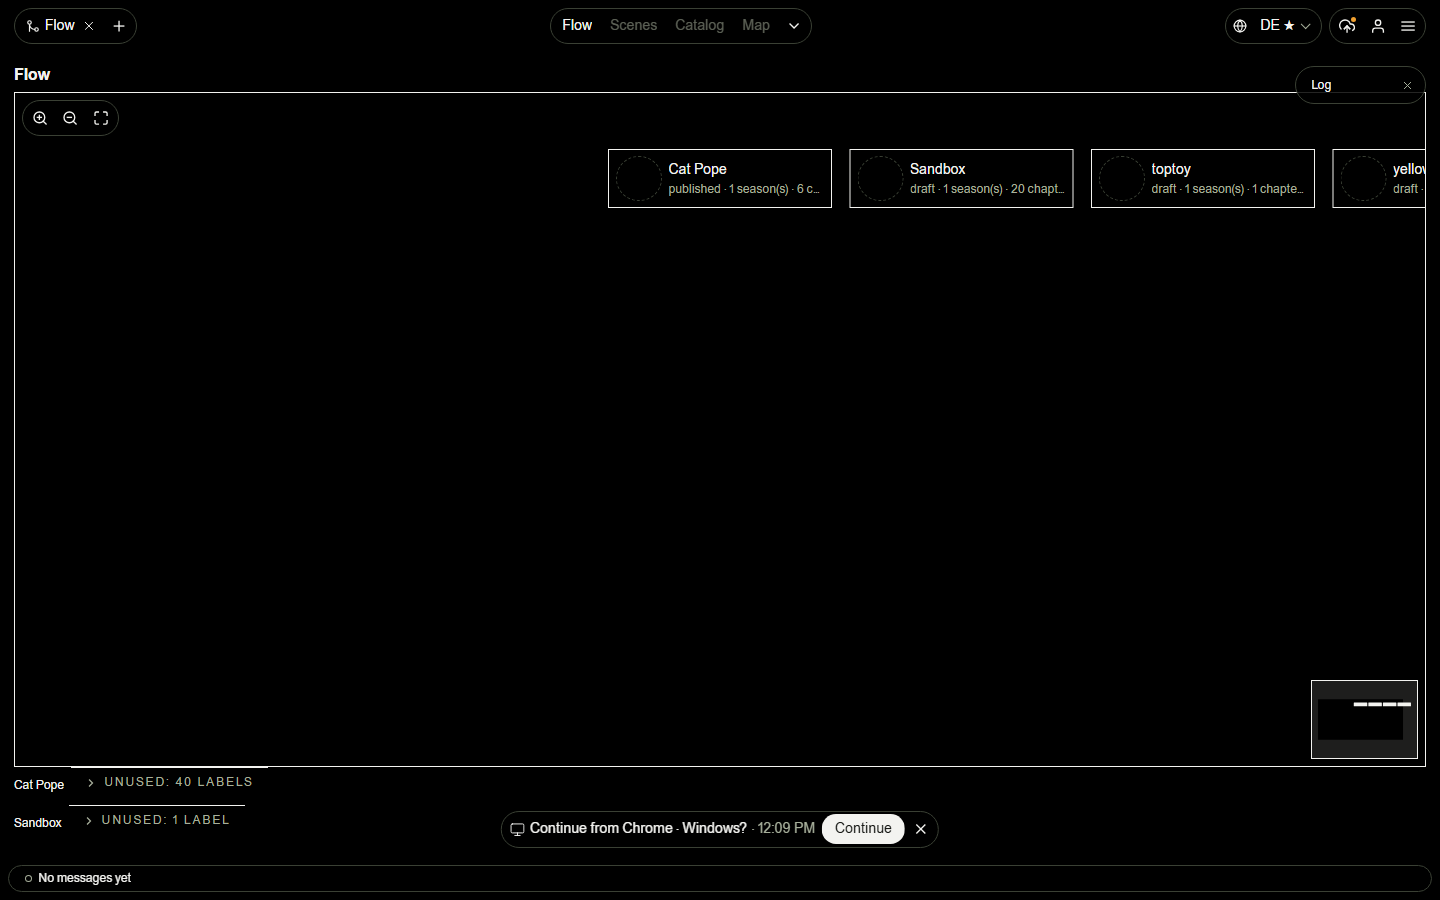 Flow
Flow Scenes Catalog Map
DE ★
Flow
Log
Cat Pope
published · 1 season(s) · 6 c...
Sandbox
draft · 1 season(s) · 20 chapt...
toptoy
draft · 1 season(s) · 1 chapte...
yellov
draft ·
Cat Pope
UNUSED: 40 LABELS
Sandbox
UNUSED: 1 LABEL
Continue from Chrome · Windows? · 12:09 PM Continue
No messages yet